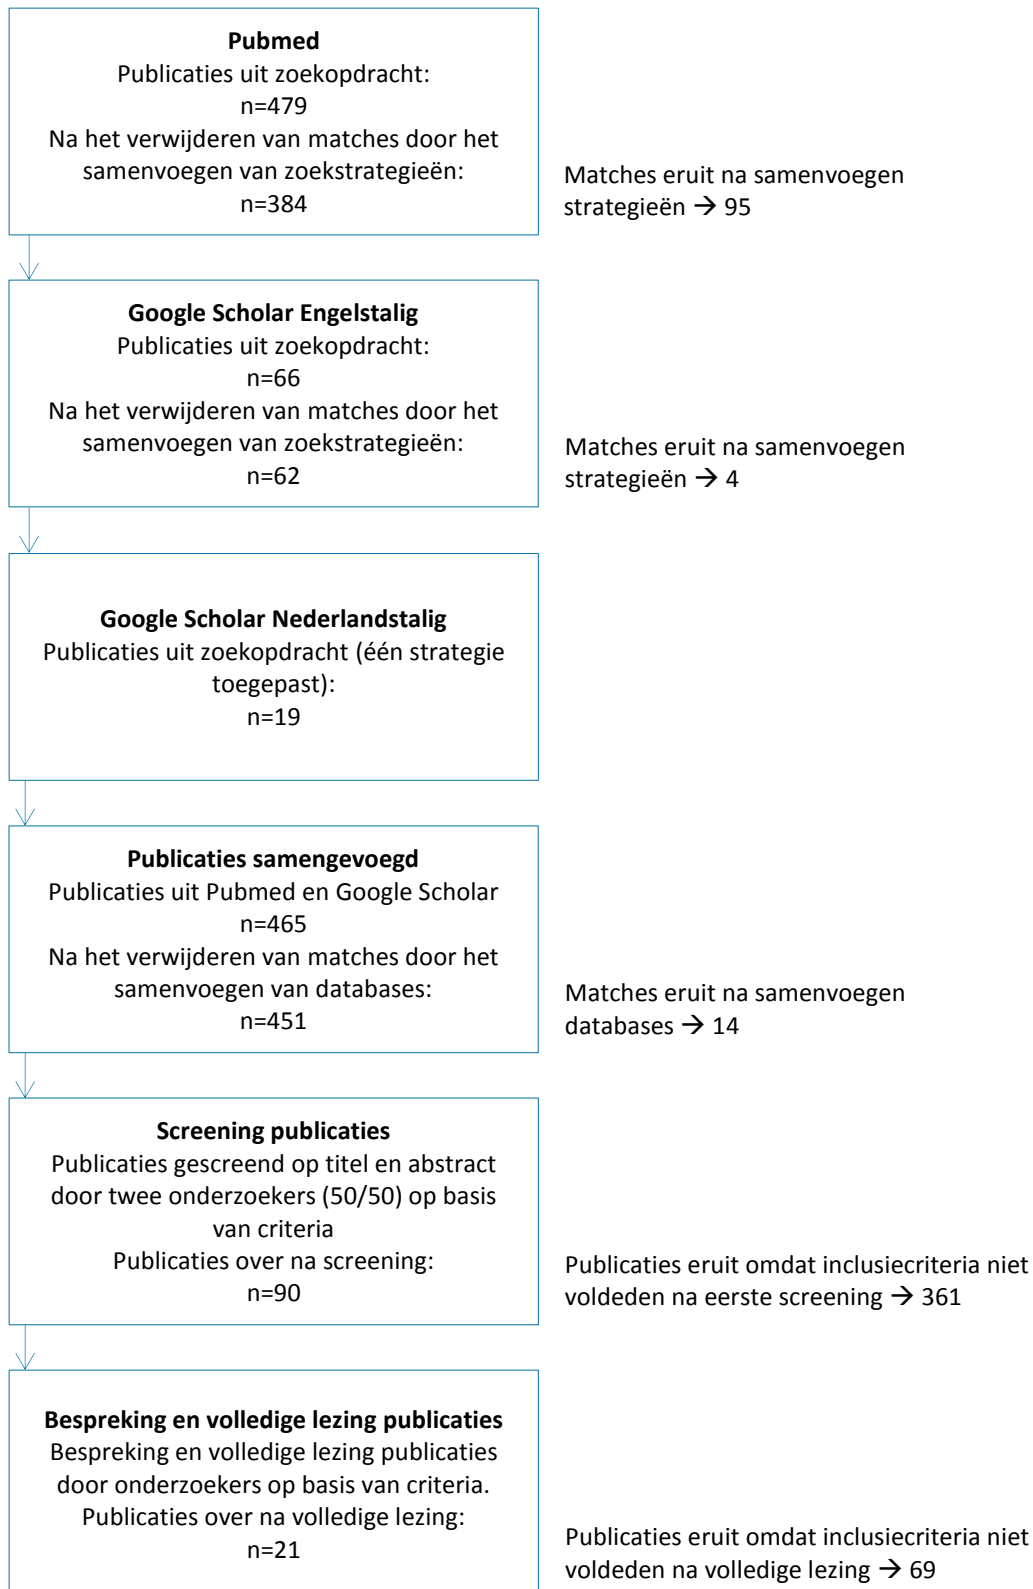 Pubmed
Publicaties uit zoekopdracht:
n=479
Na het verwijderen van matches door het
samenvoegen van zoekstrategieën:
n=384
Matches eruit na samenvoegen
strategieën → 95
Google Scholar Engelstalig
Publicaties uit zoekopdracht:
n=66
Na het verwijderen van matches door het
samenvoegen van zoekstrategieën:
n=62
Matches eruit na samenvoegen
strategieën → 4
Google Scholar Nederlandstalig
Publicaties uit zoekopdracht (één strategie
toegepast):
n=19
Publicaties samengevoegd
Publicaties uit Pubmed en Google Scholar
n=465
Na het verwijderen van matches door het
samenvoegen van databases:
n=451
Matches eruit na samenvoegen
databases → 14
Screening publicaties
Publicaties gescreend op titel en abstract
door twee onderzoekers (50/50) op basis
van criteria
Publicaties over na screening:
n=90
Publicaties eruit omdat inclusiecriteria niet
voldeden na eerste screening → 361
Bespreking en volledige lezing publicaties
Bespreking en volledige lezing publicaties
door onderzoekers op basis van criteria.
Publicaties over na volledige lezing:
n=21
Publicaties eruit omdat inclusiecriteria niet
voldeden na volledige lezing → 69